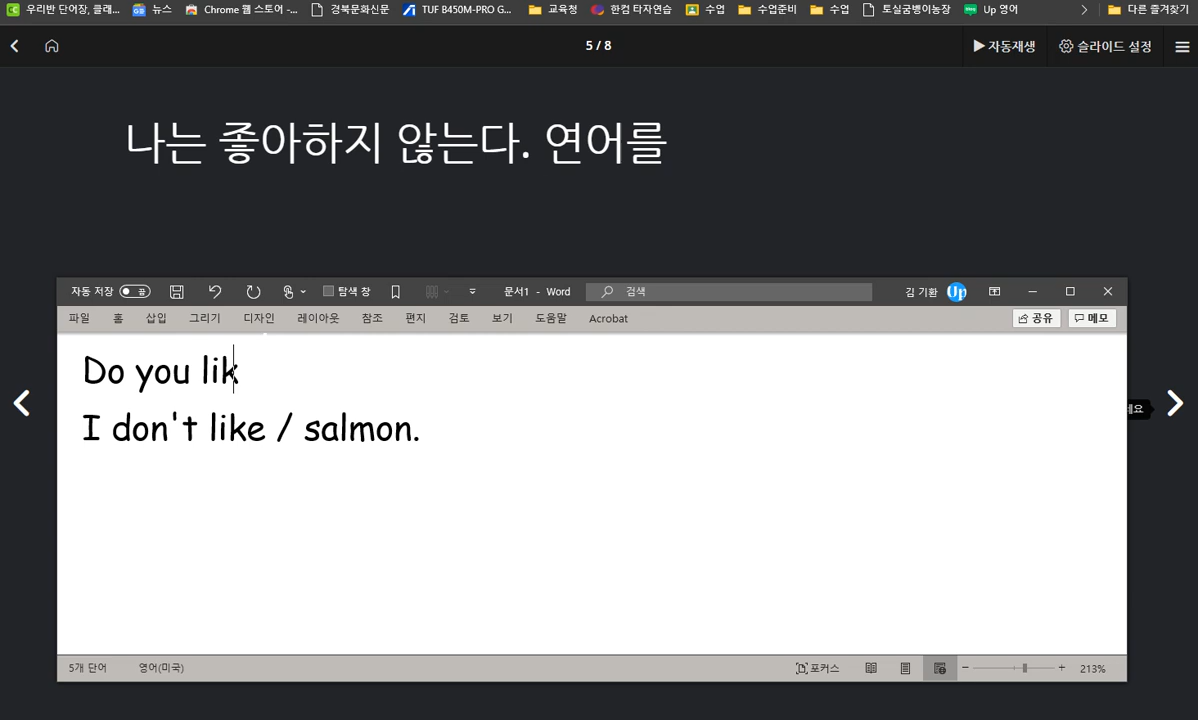 우리반 단어장, 클래... 뉴스 Chrome 웹 스토어 -... 경북문화신문 TUF B450M-PRO G... 교육청 한컴 타자연습 수업 수업준비 수업 토실굼벵이농장 Up 영어 다른 즐겨찾기
5 / 8 자동재생 슬라이드 설정
나는 좋아하지 않는다. 연어를
자동 저장 끔 탐색 창 문서1 - Word 검색 김 기환 Up
파일 홈 삽입 그리기 디자인 레이아웃 참조 편지 검토 보기 도움말 Acrobat 공유 메모
Do you lik
I don't like / salmon.
5개 단어 영어(미국) 포커스 213%